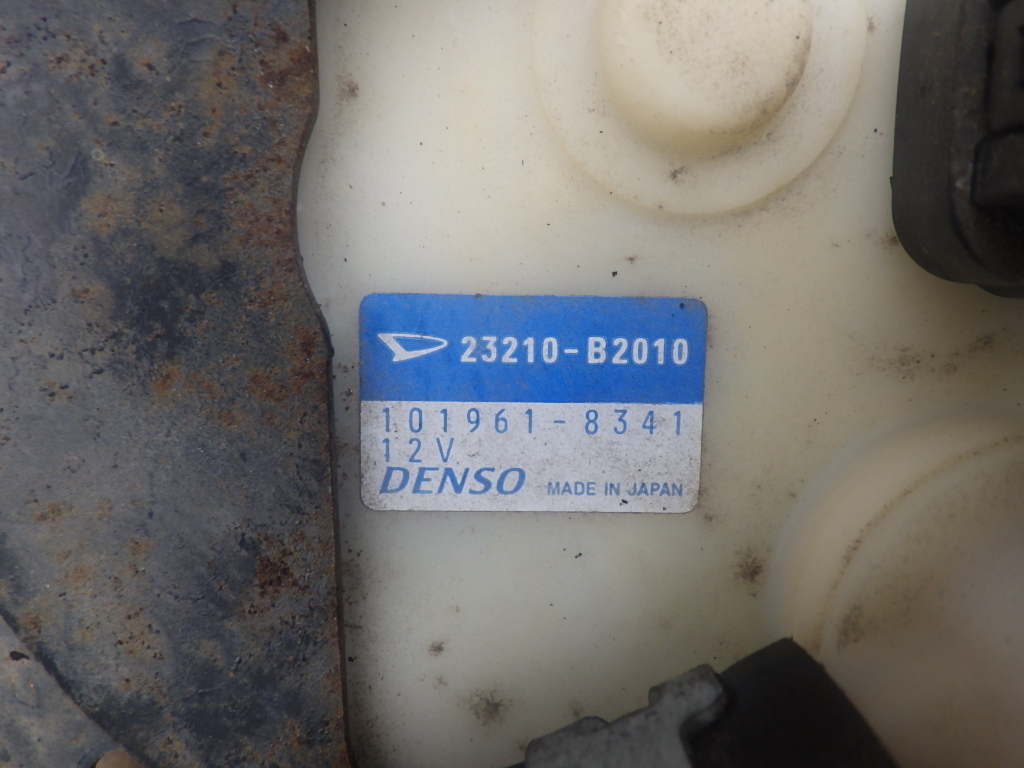 23210-B2010
101961-8341
12V
DENSO MADE IN JAPAN